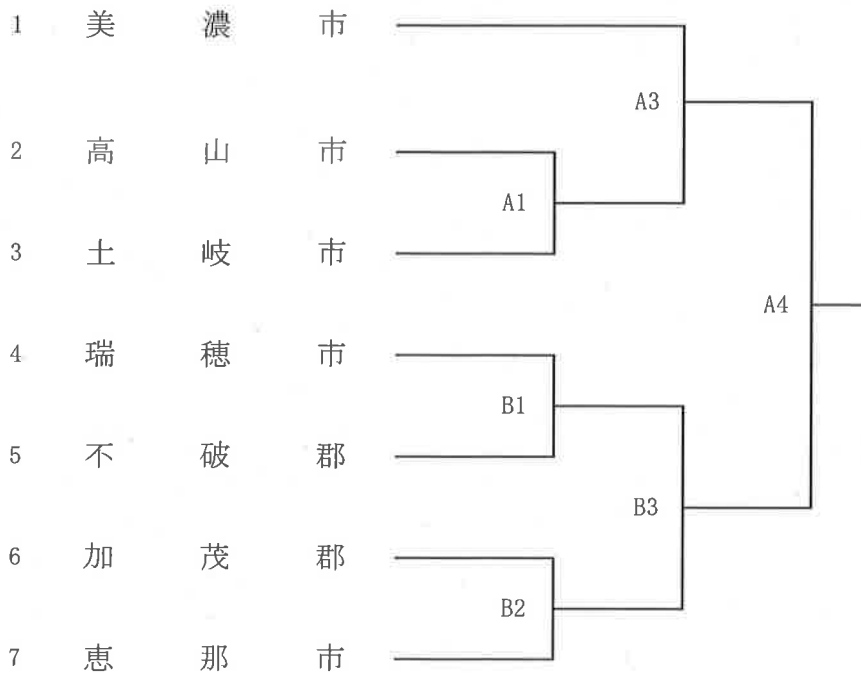 1 美濃市
A3
2 高山市
A1
3 土岐市
A4
4 瑞穂市
B1
5 不破郡
B3
6 加茂郡
B2
7 恵那市